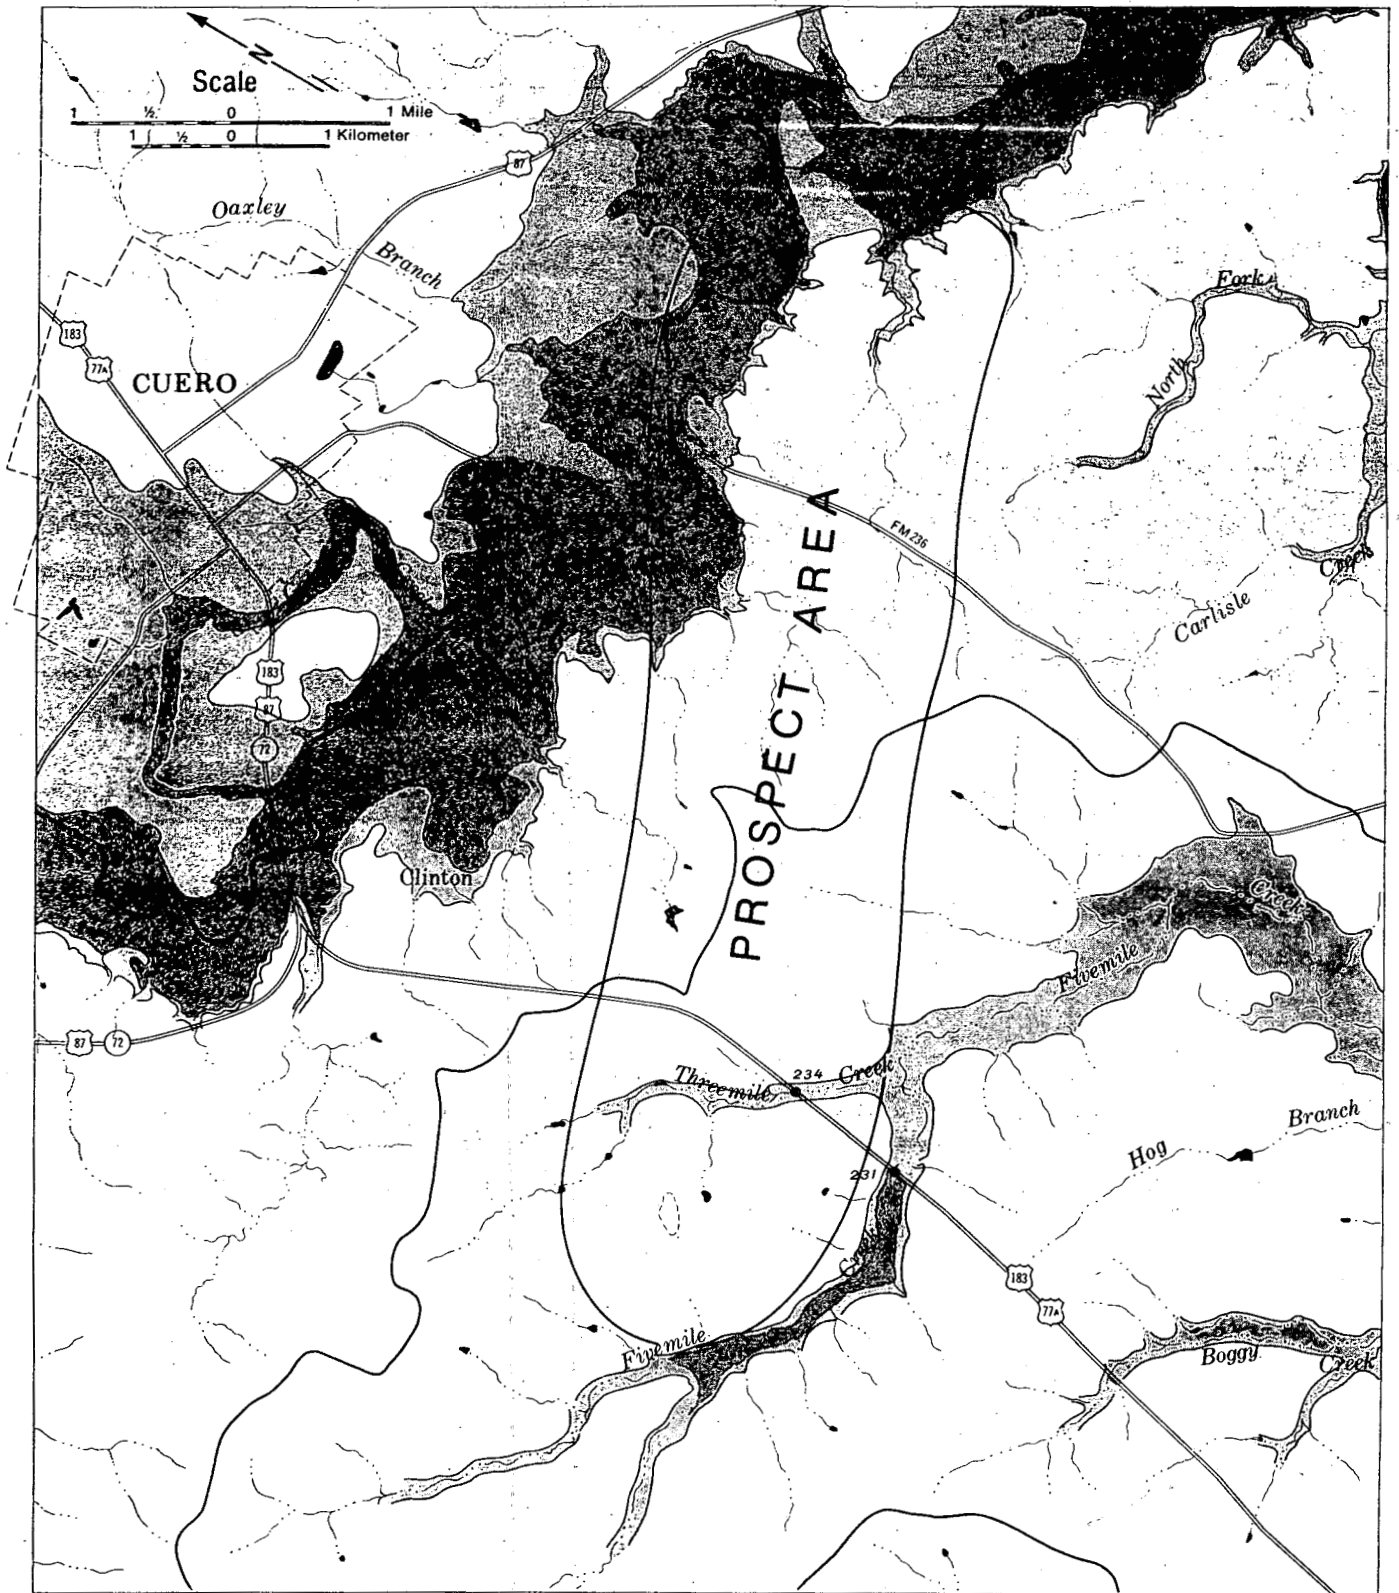 N
Scale
1 ½ 0 1 Mile
1 ½ 0 1 Kilometer
87
Oaxley
Branch
Fork
183
77A
CUERO
North
FM 236
Creek
Carlisle
PROSPECT AREA
183
87
72
Clinton
Creek
Fivemile
87
72
Threemile
234
Creek
Branch
Hog
231
Creek
183
77A
Fivemile
Boggy
Creek